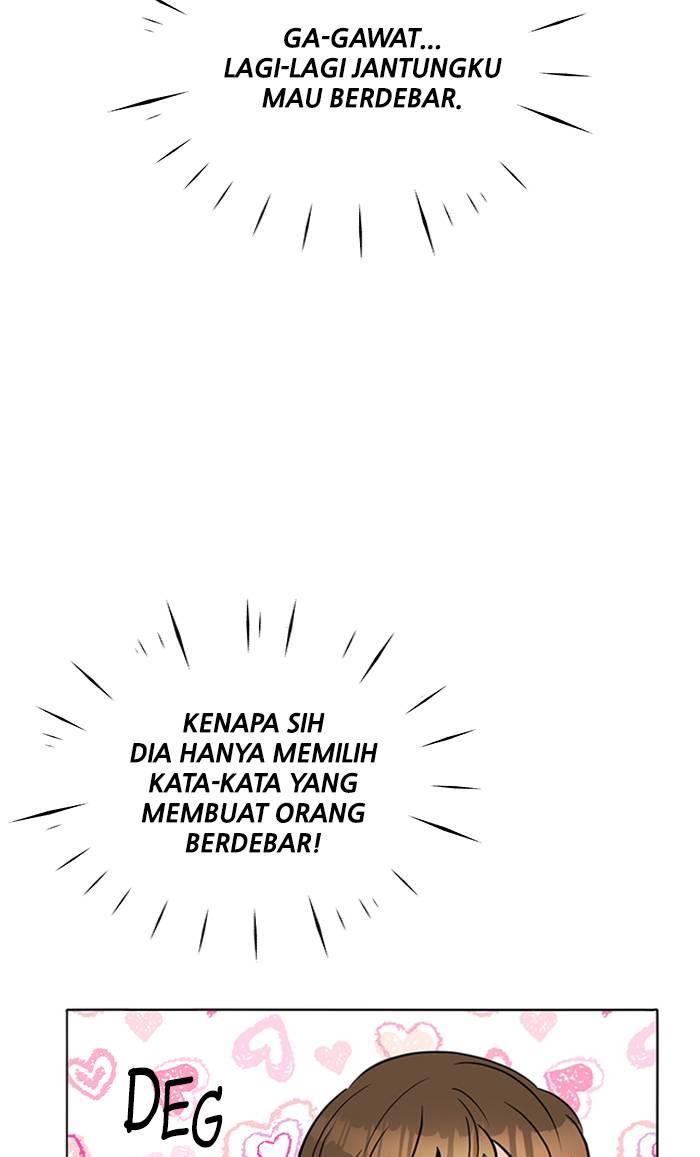 GA-GAWAT...
LAGI-LAGI JANTUNGKU
MAU BERDEBAR.
KENAPA SIH
DIA HANYA MEMILIH
KATA-KATA YANG
MEMBUAT ORANG
BERDEBAR!
DEG